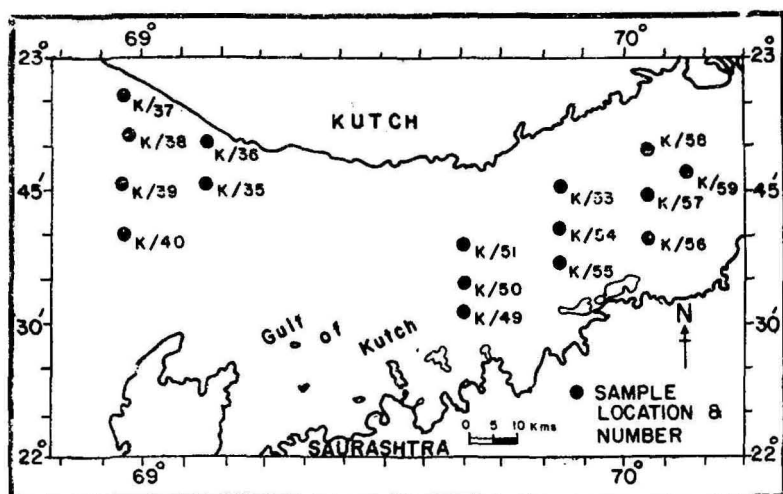 69°
70°
23°
23°
K/37
KUTCH
K/38
K/36
K/58
K/59
45'
K/39
K/35
K/53
K/57
45'
K/40
K/54
K/56
K/51
K/55
K/50
30'
K/49
30'
Gulf of Kutch
N
SAMPLE
LOCATION &
NUMBER
0 5 10 Kms
SAURASHTRA
22°
22°
69°
70°